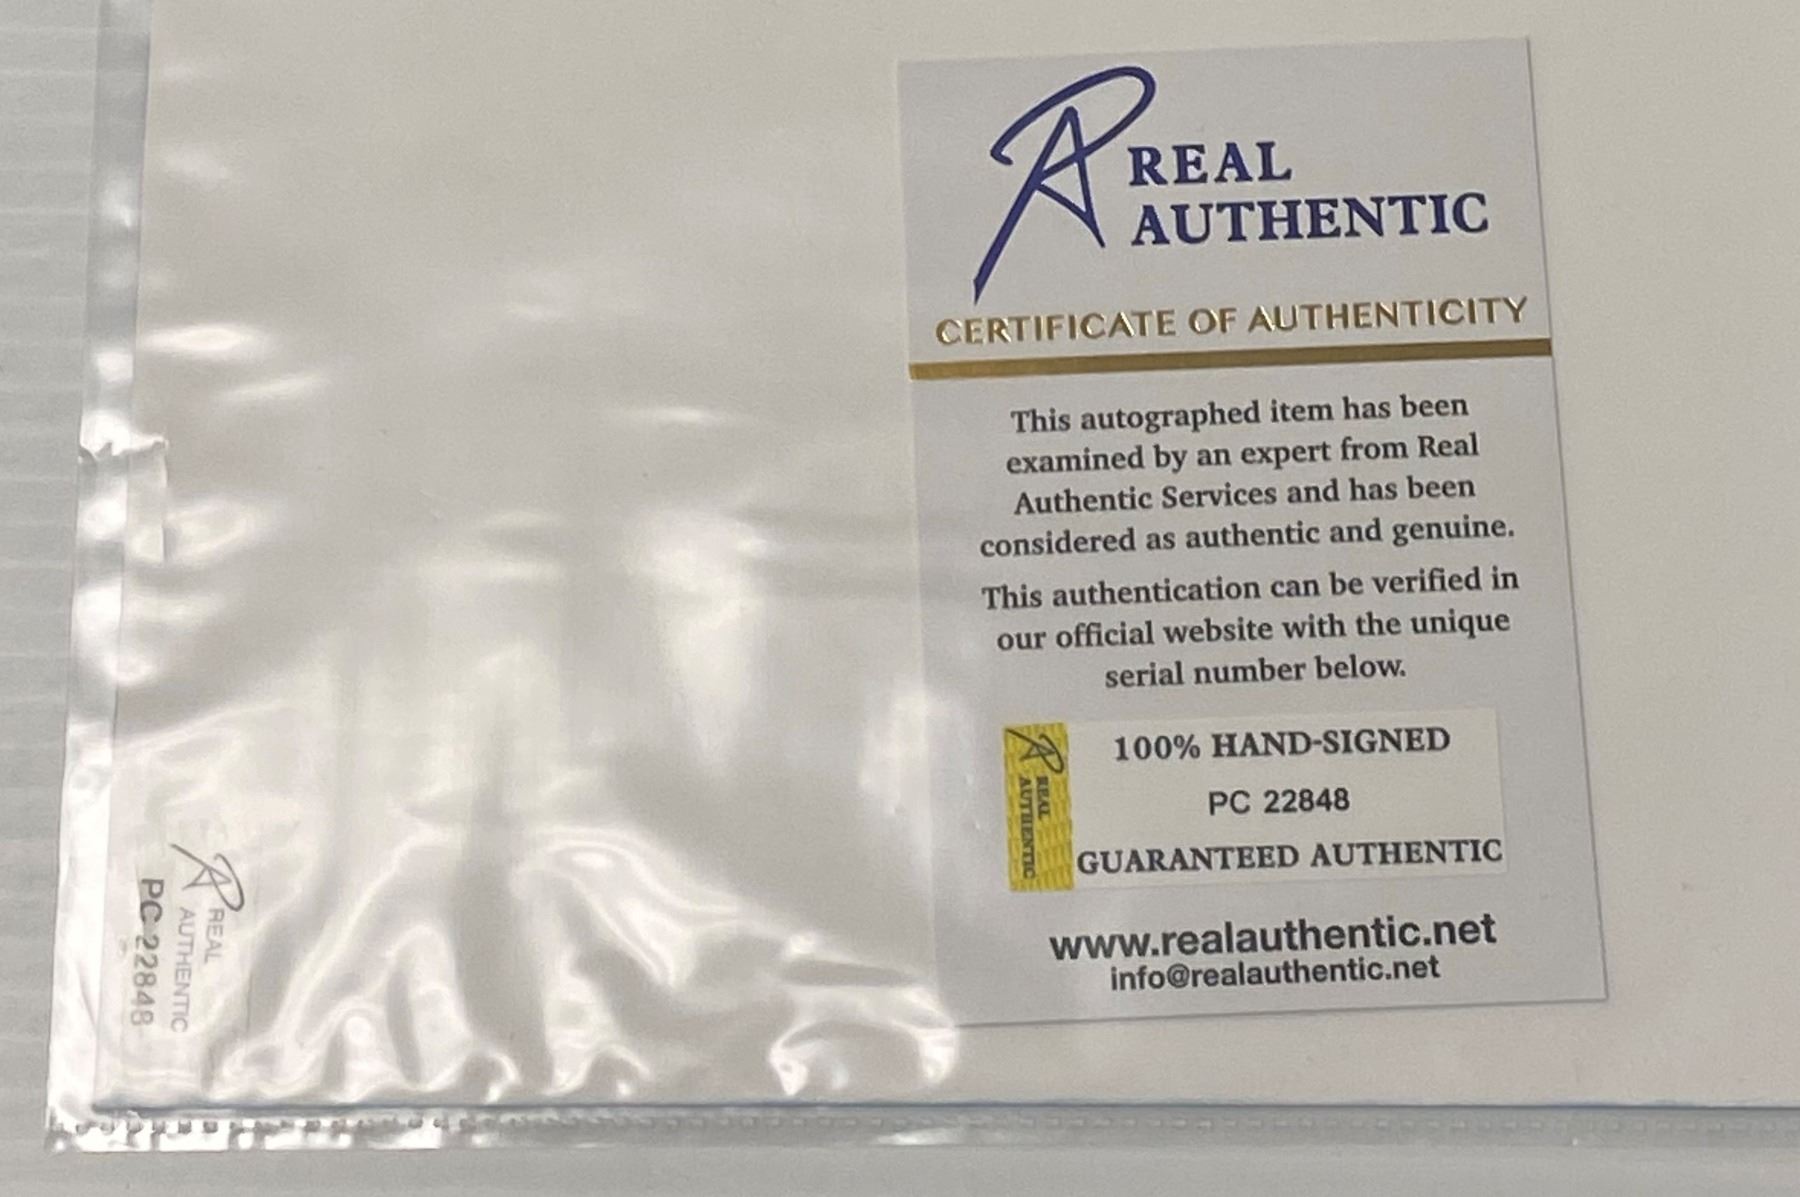 REAL
AUTHENTIC
CERTIFICATE OF AUTHENTICITY
This autographed item has been
examined by an expert from Real
Authentic Services and has been
considered as authentic and genuine.
This authentication can be verified in
our official website with the unique
serial number below.
REAL
AUTHENTIC
100% HAND-SIGNED
PC 22848
GUARANTEED AUTHENTIC
www.realauthentic.net
info@realauthentic.net
REAL
AUTHENTIC
PC 22848